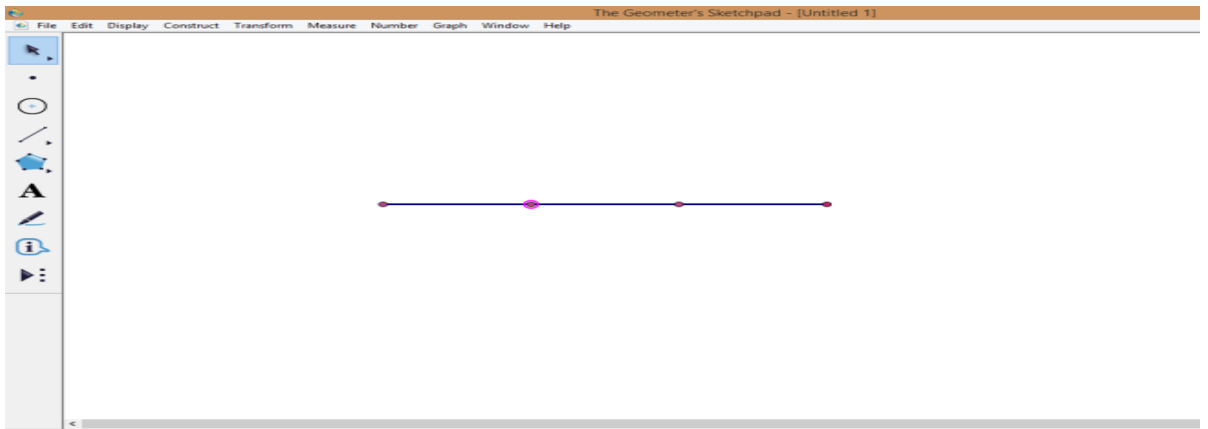 The Geometer's Sketchpad - [Untitled 1]
File Edit Display Construct Transform Measure Number Graph Window Help
A
i
<